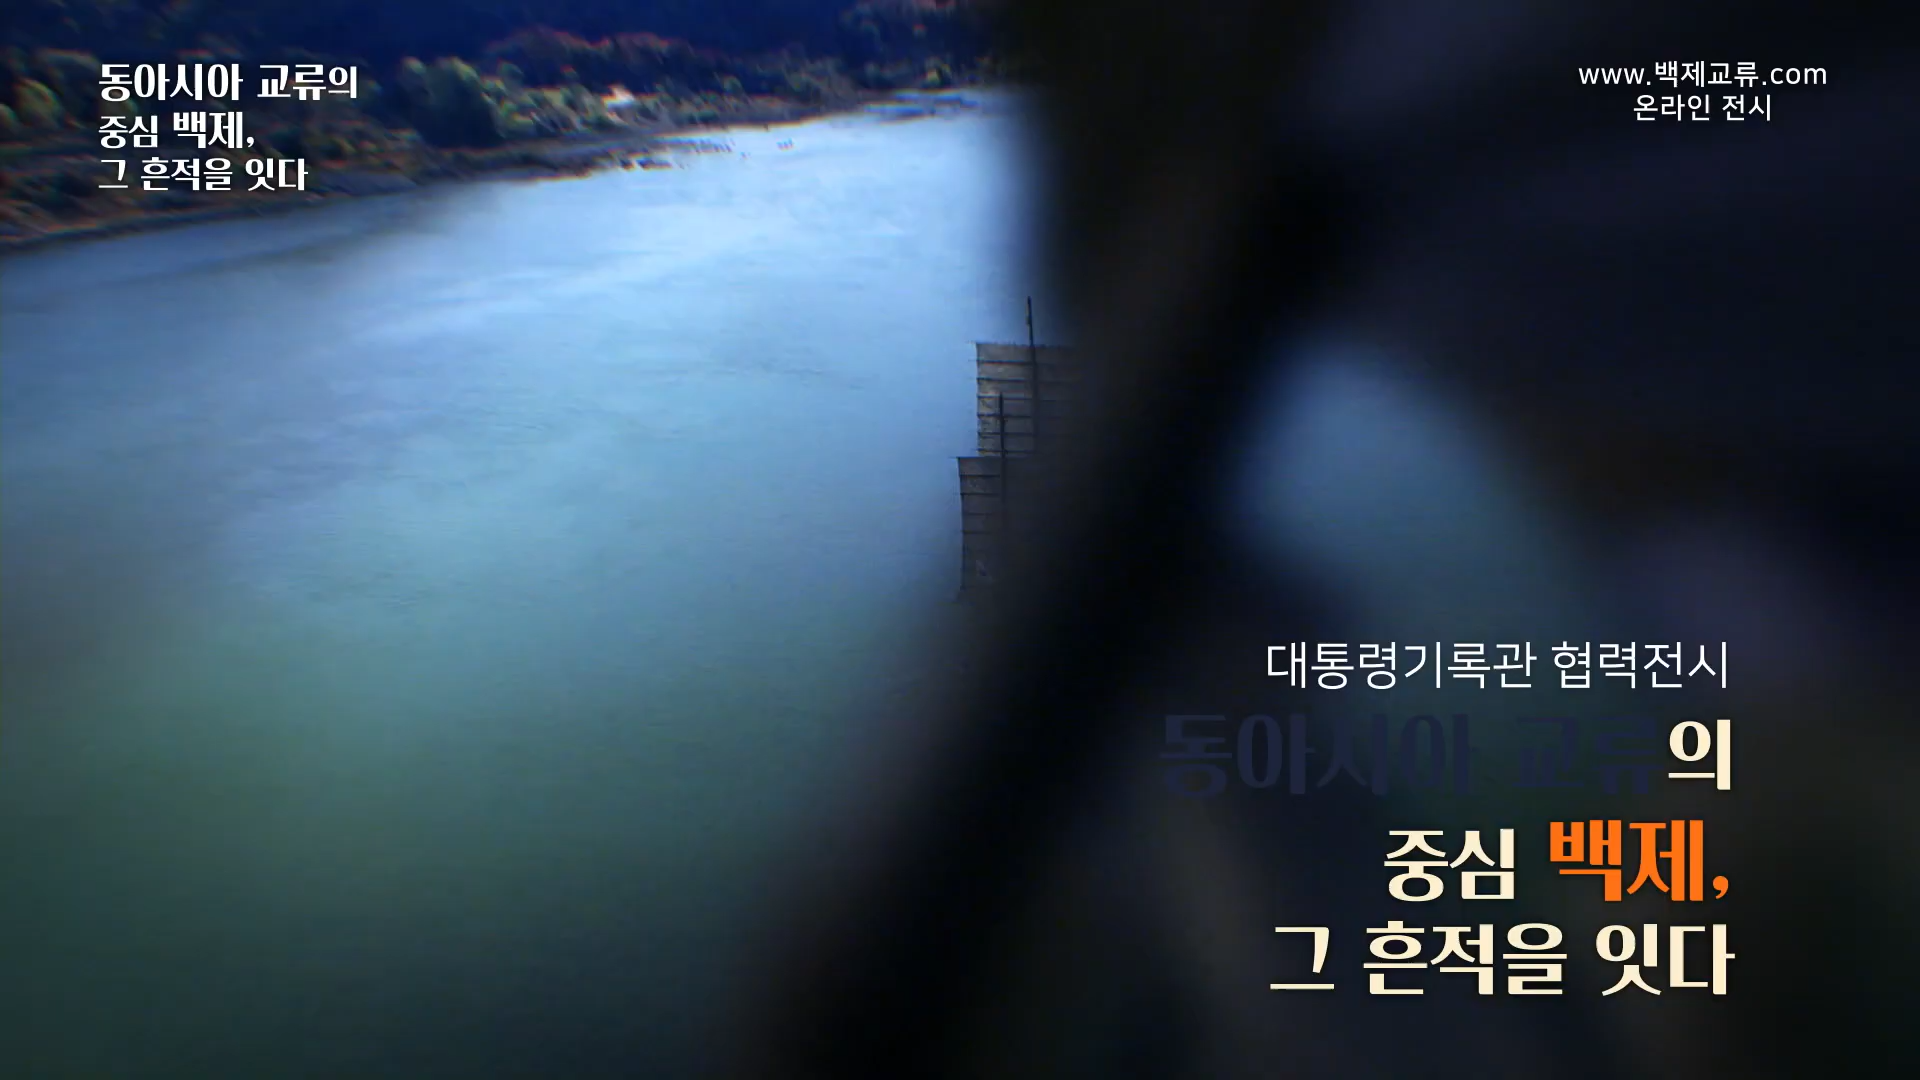 동아시아 교류의
중심 백제,
그 흔적을 잇다
www.백제교류.com
온라인 전시
대통령기록관 협력전시
동아시아 교류의
중심 백제,
그 흔적을 잇다